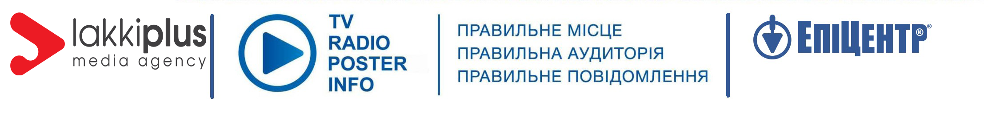 lakkiplus
media agency
TV
RADIO
POSTER
INFO
ПРАВИЛЬНЕ МІСЦЕ
ПРАВИЛЬНА АУДИТОРІЯ
ПРАВИЛЬНЕ ПОВІДОМЛЕННЯ
ЕПІЦЕНТР К®